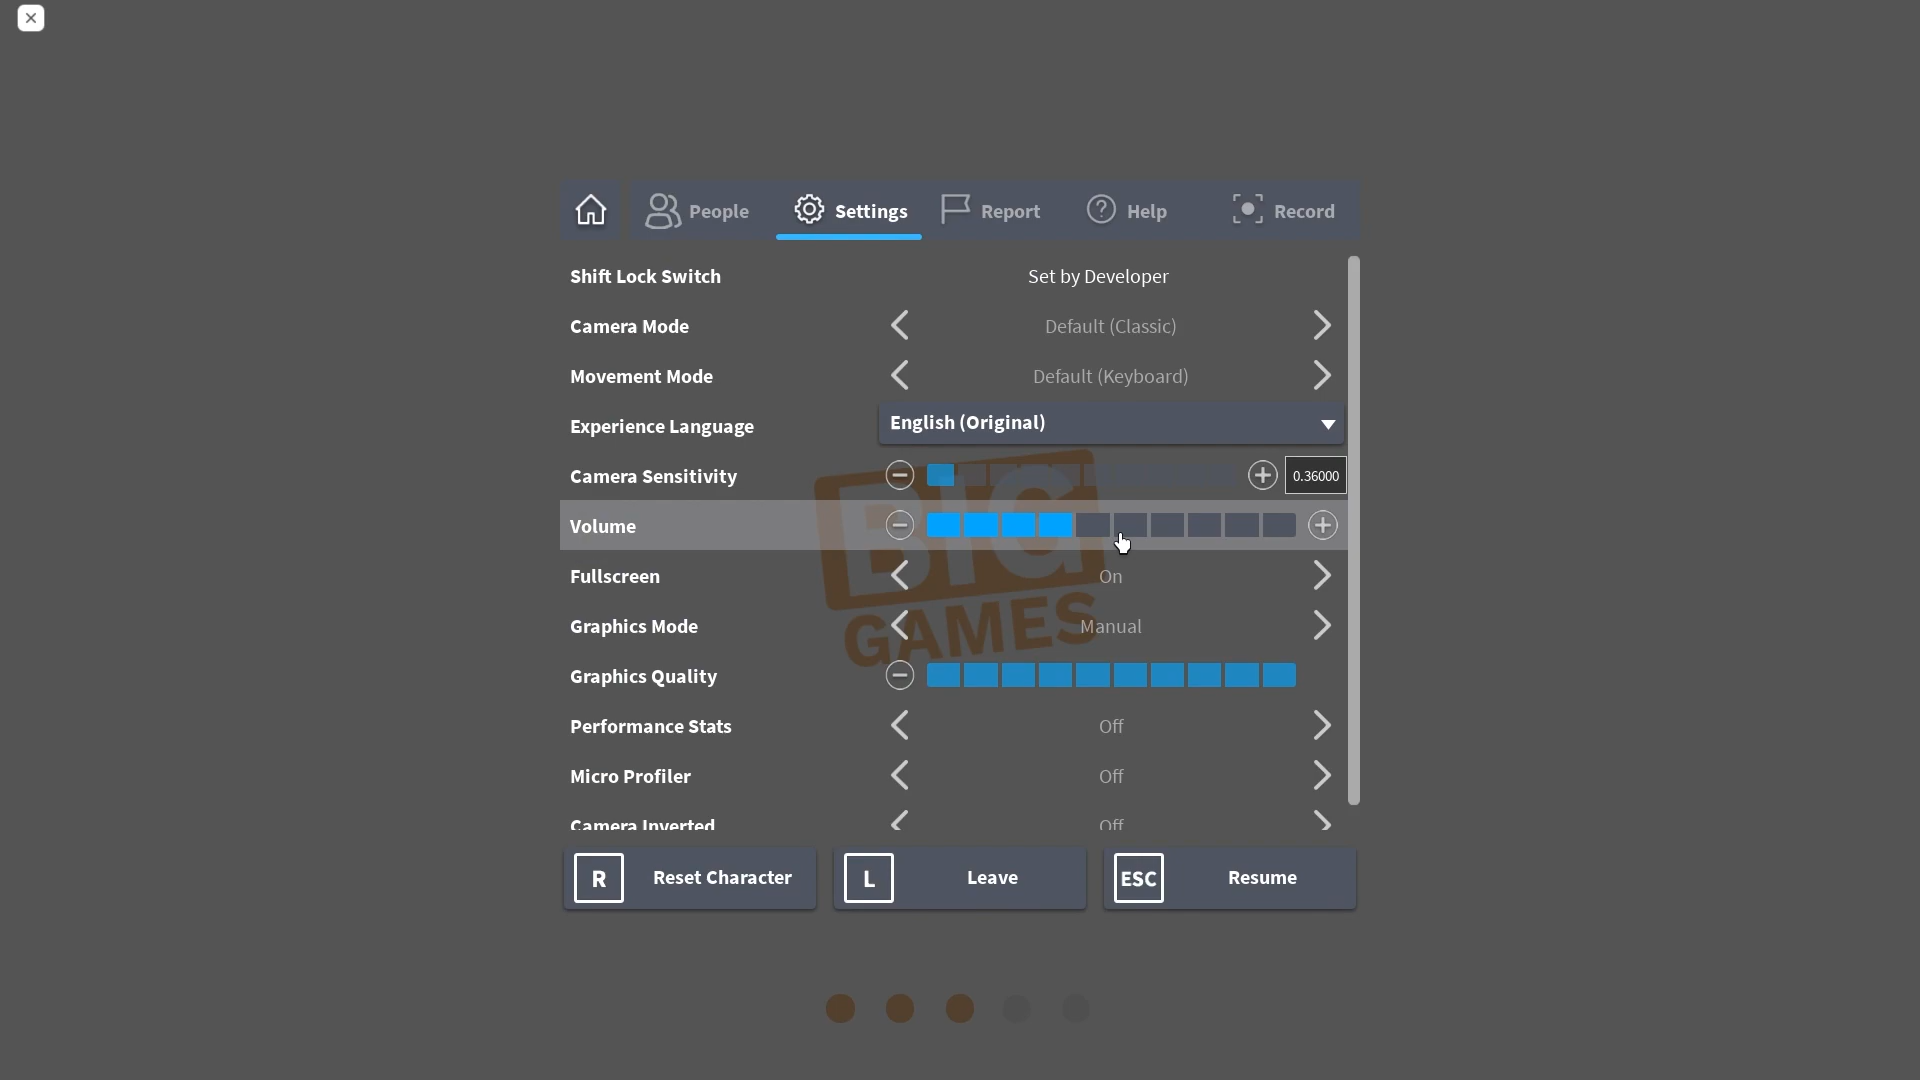 People
Settings
Report
Help
Record
Shift Lock Switch
Set by Developer
Camera Mode
Default (Classic)
Movement Mode
Default (Keyboard)
Experience Language
English (Original)
Camera Sensitivity
0.36000
Volume
BIG
Fullscreen
On
GAMES
Graphics Mode
Manual
Graphics Quality
Performance Stats
Off
Micro Profiler
Off
Camera Inverted
Off
R
Reset Character
L
Leave
ESC
Resume